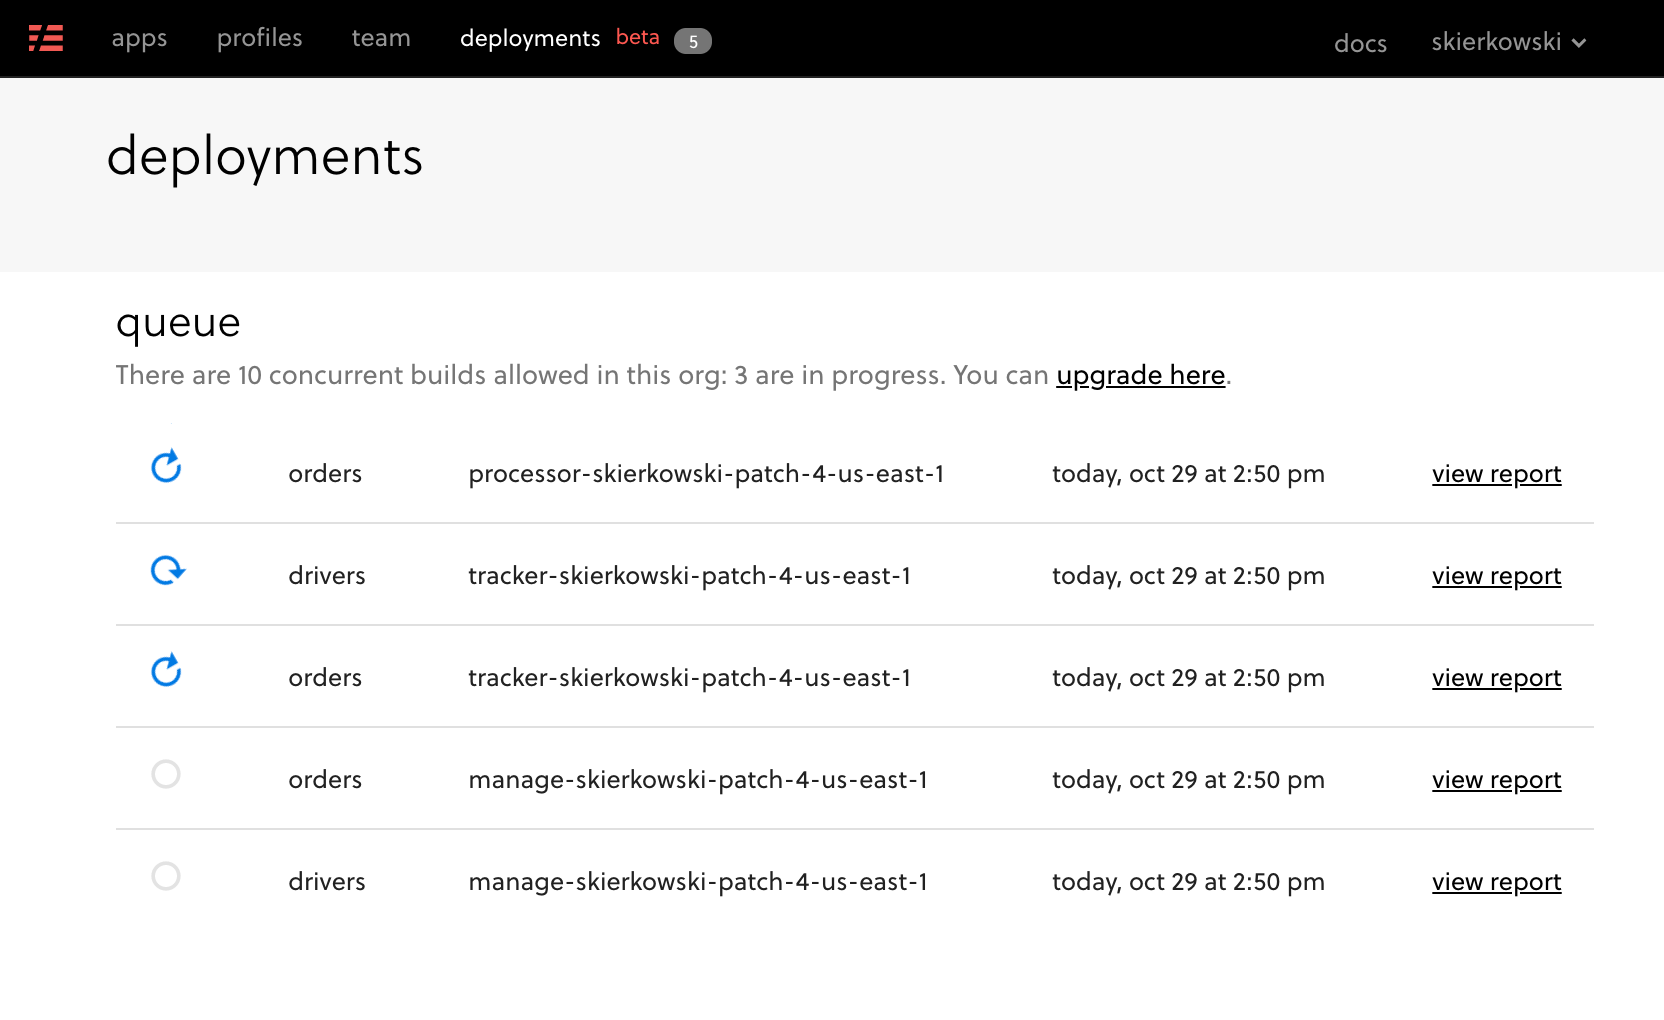 apps profiles team deployments beta 5 docs skierkowski
deployments
queue
There are 10 concurrent builds allowed in this org: 3 are in progress. You can upgrade here.
orders processor-skierkowski-patch-4-us-east-1 today, oct 29 at 2:50 pm view report
drivers tracker-skierkowski-patch-4-us-east-1 today, oct 29 at 2:50 pm view report
orders tracker-skierkowski-patch-4-us-east-1 today, oct 29 at 2:50 pm view report
orders manage-skierkowski-patch-4-us-east-1 today, oct 29 at 2:50 pm view report
drivers manage-skierkowski-patch-4-us-east-1 today, oct 29 at 2:50 pm view report